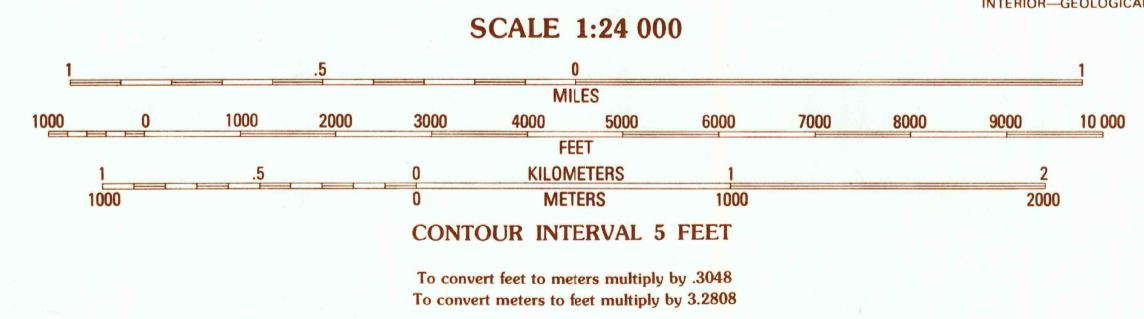 INTERIOR—GEOLOGICAL
SCALE 1:24 000
1 .5 0 1
MILES
1000 0 1000 2000 3000 4000 5000 6000 7000 8000 9000 10 000
FEET
1 .5 0 KILOMETERS 1 2
1000 0 METERS 1000 2000
CONTOUR INTERVAL 5 FEET
To convert feet to meters multiply by .3048
To convert meters to feet multiply by 3.2808